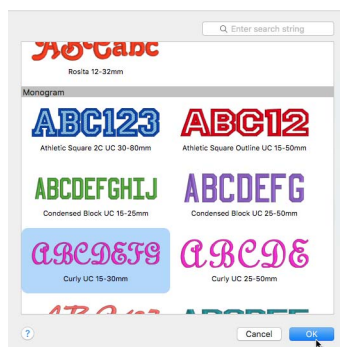 Enter search string
ABCabc
Rosita 12-32mm
Monogram
ABC123
ABC12
Athletic Square 2C UC 30-80mm
Athletic Square Outline UC 15-50mm
ABCDEFGHIJ
ABCDEFG
Condensed Block UC 15-25mm
Condensed Block UC 25-50mm
ABCDEFG
ABCDE
Curly UC 15-30mm
Curly UC 25-50mm
?
Cancel
OK